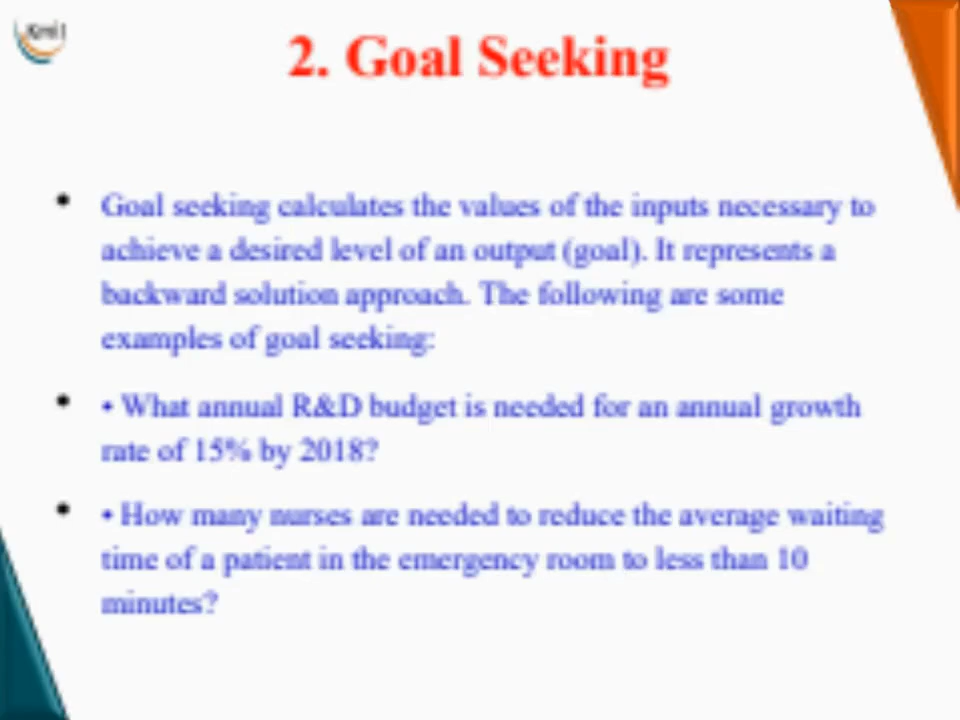 2. Goal Seeking
• Goal seeking calculates the values of the inputs necessary to
achieve a desired level of an output (goal). It represents a
backward solution approach. The following are some
examples of goal seeking:
• • What annual R&D budget is needed for an annual growth
rate of 15% by 2018?
• • How many nurses are needed to reduce the average waiting
time of a patient in the emergency room to less than 10
minutes?